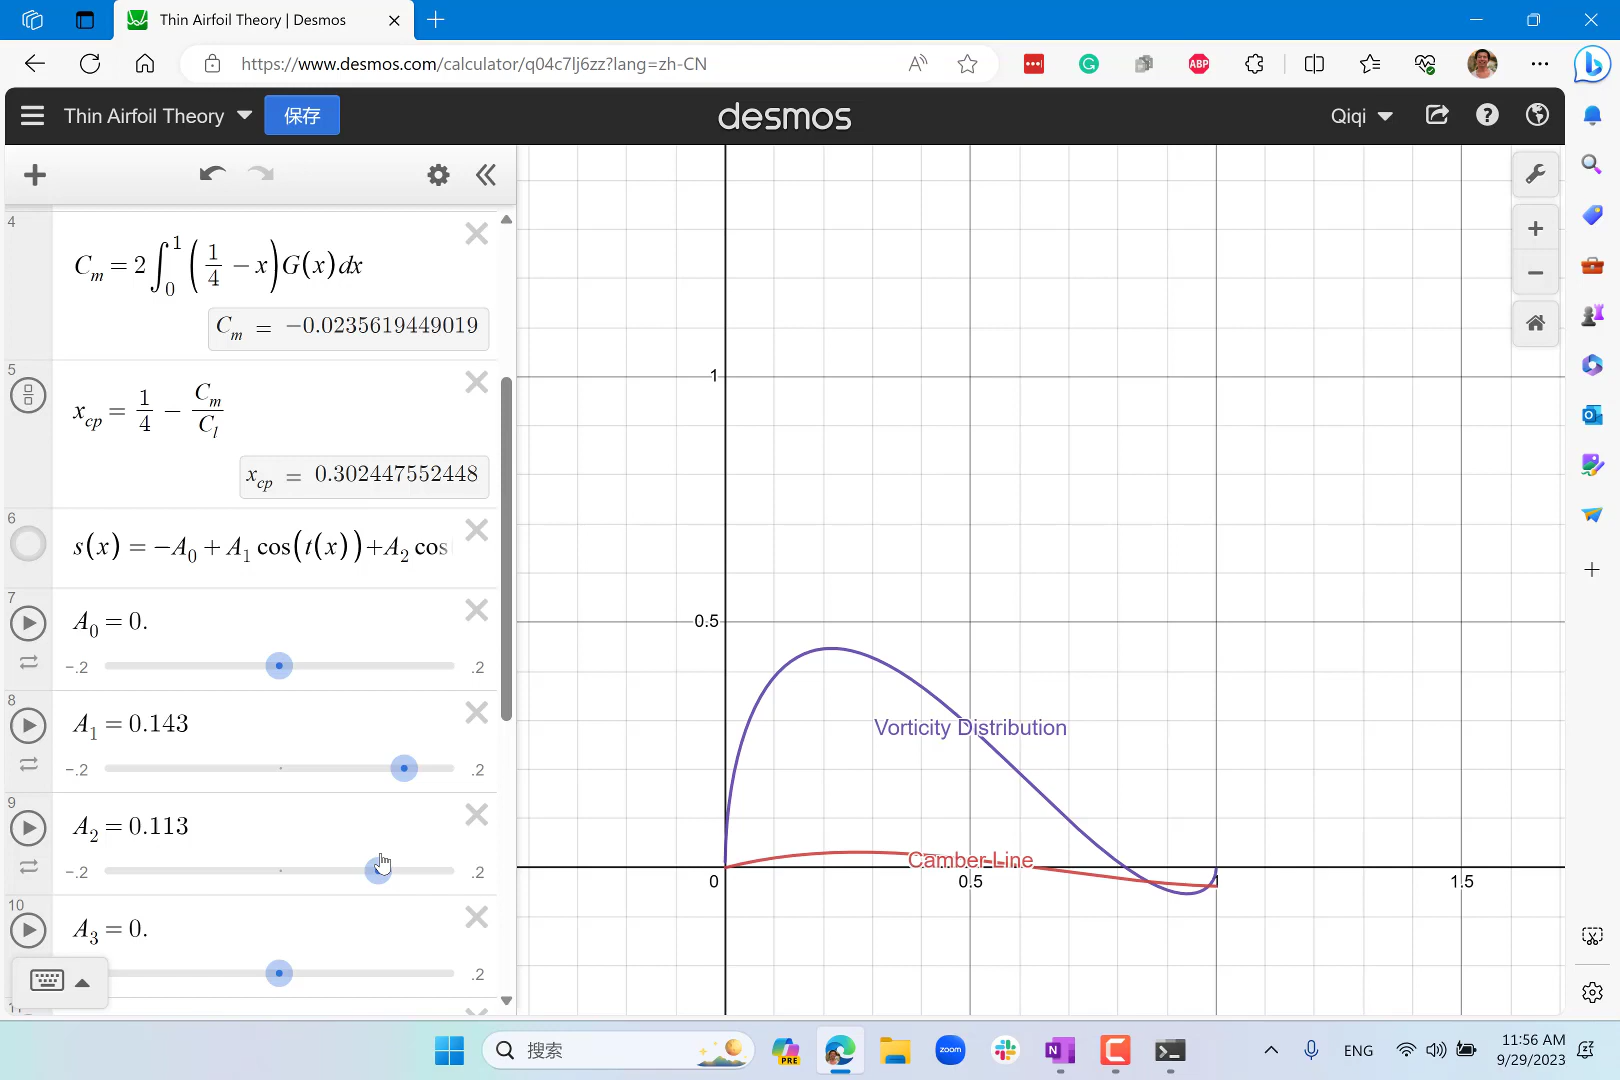 Thin Airfoil Theory | Desmos
https://www.desmos.com/calculator/q04c7lj6zz?lang=zh-CN
ABP
Thin Airfoil Theory
保存
desmos
Qiqi
4
C_m = 2∫_0^1 (1/4 − x)G(x)dx
C_m = −0.0235619449019
5
x_cp = 1/4 − C_m/C_l
x_cp = 0.302447552448
6
s(x) = −A_0 + A_1 cos(t(x))+A_2 cos
7
A_0 = 0.
−.2
.2
8
A_1 = 0.143
−.2
.2
9
A_2 = 0.113
−.2
.2
10
A_3 = 0.
.2
1
0.5
Vorticity Distribution
Camber Line
0
0.5
1
1.5
搜索
PRE
zoom
ENG
11:56 AM
9/29/2023